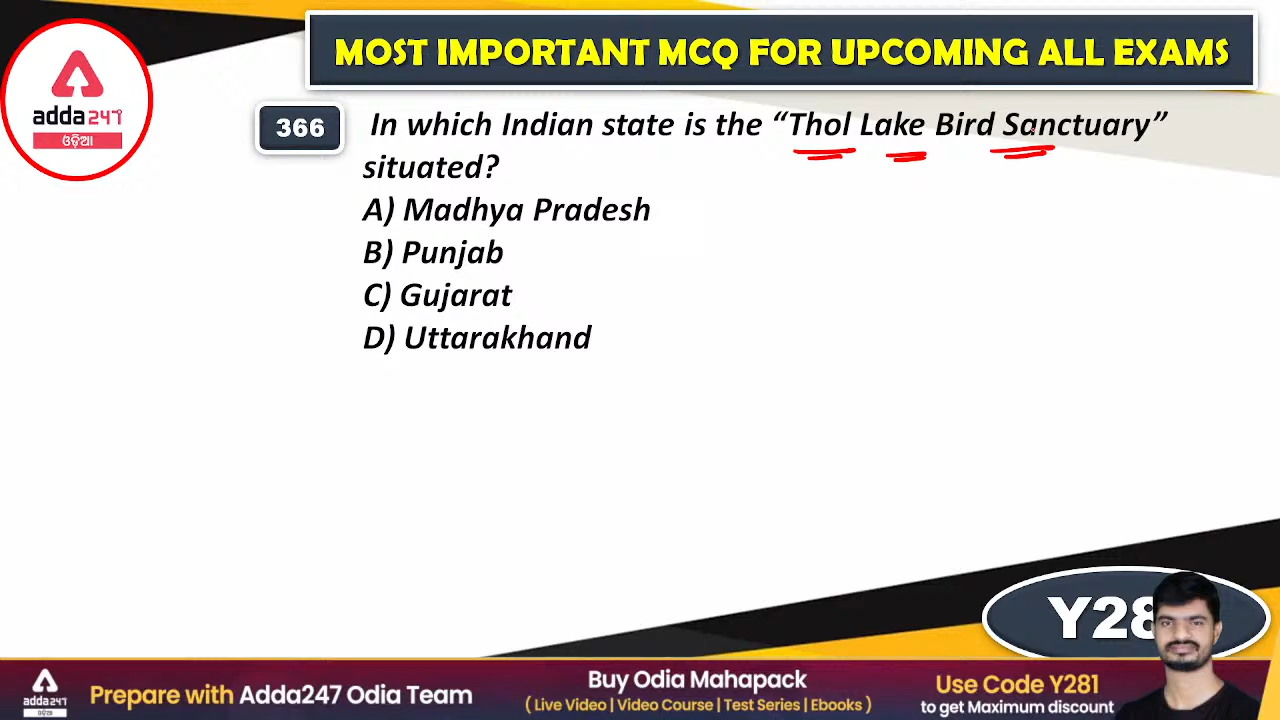 MOST IMPORTANT MCQ FOR UPCOMING ALL EXAMS
adda247
ଓଡ଼ିଆ
366
In which Indian state is the “Thol Lake Bird Sanctuary”
situated?
A) Madhya Pradesh
B) Punjab
C) Gujarat
D) Uttarakhand
Y28
adda247
ଓଡ଼ିଆ
Prepare with Adda247 Odia Team
Buy Odia Mahapack
( Live Video | Video Course | Test Series | Ebooks )
Use Code Y281
to get Maximum discount